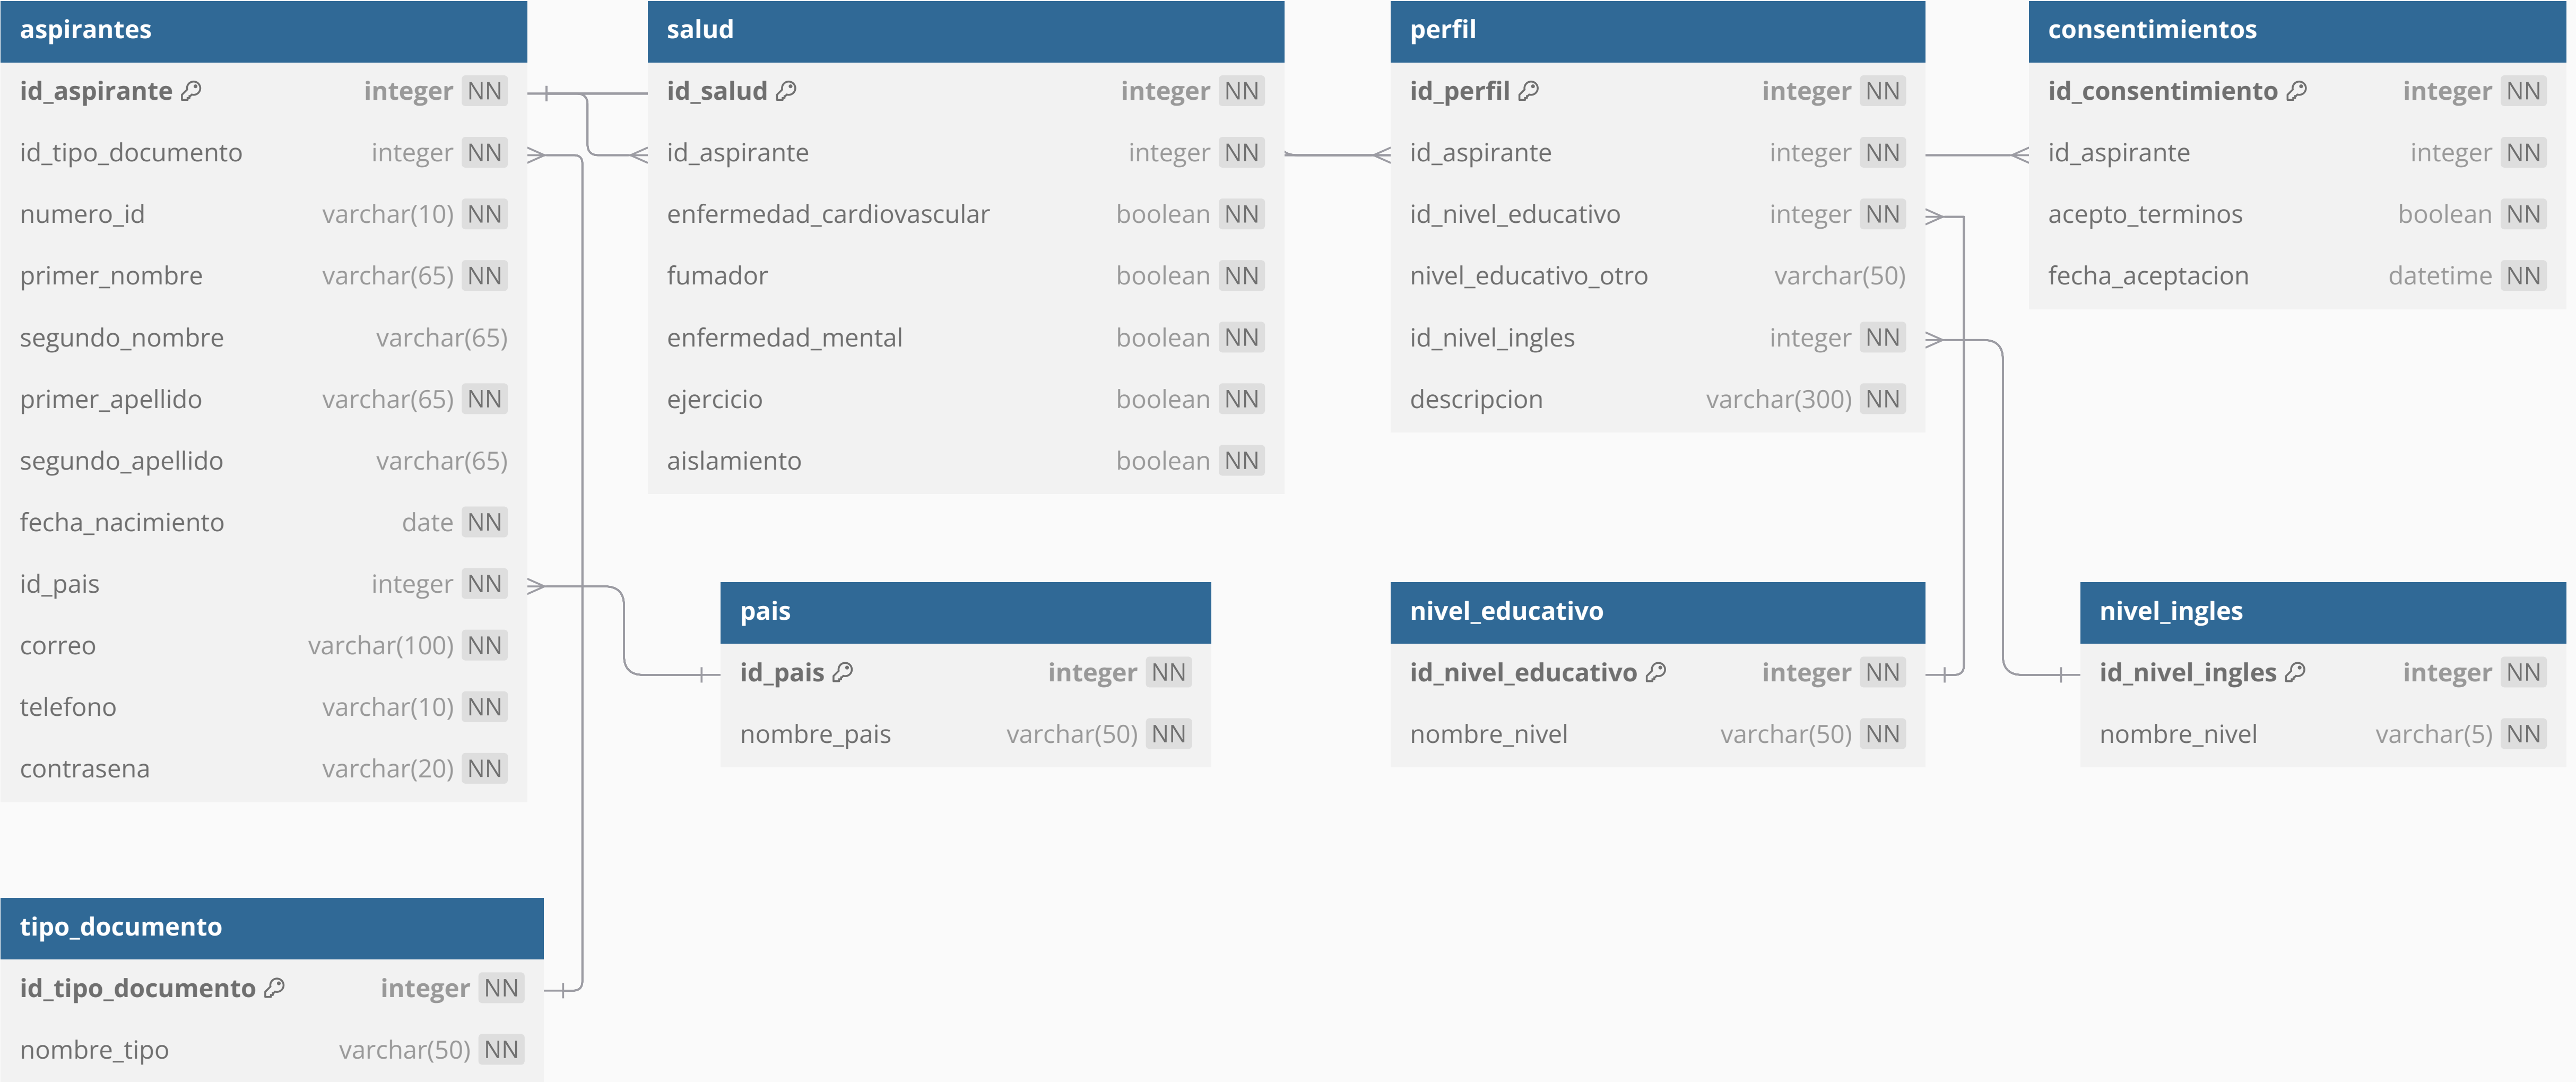 aspirantes
id_aspirante integer NN
id_tipo_documento integer NN
numero_id varchar(10) NN
primer_nombre varchar(65) NN
segundo_nombre varchar(65)
primer_apellido varchar(65) NN
segundo_apellido varchar(65)
fecha_nacimiento date NN
id_pais integer NN
correo varchar(100) NN
telefono varchar(10) NN
contrasena varchar(20) NN
salud
id_salud integer NN
id_aspirante integer NN
enfermedad_cardiovascular boolean NN
fumador boolean NN
enfermedad_mental boolean NN
ejercicio boolean NN
aislamiento boolean NN
perfil
id_perfil integer NN
id_aspirante integer NN
id_nivel_educativo integer NN
nivel_educativo_otro varchar(50)
id_nivel_ingles integer NN
descripcion varchar(300) NN
consentimientos
id_consentimiento integer NN
id_aspirante integer NN
acepto_terminos boolean NN
fecha_aceptacion datetime NN
pais
id_pais integer NN
nombre_pais varchar(50) NN
nivel_educativo
id_nivel_educativo integer NN
nombre_nivel varchar(50) NN
nivel_ingles
id_nivel_ingles integer NN
nombre_nivel varchar(5) NN
tipo_documento
id_tipo_documento integer NN
nombre_tipo varchar(50) NN